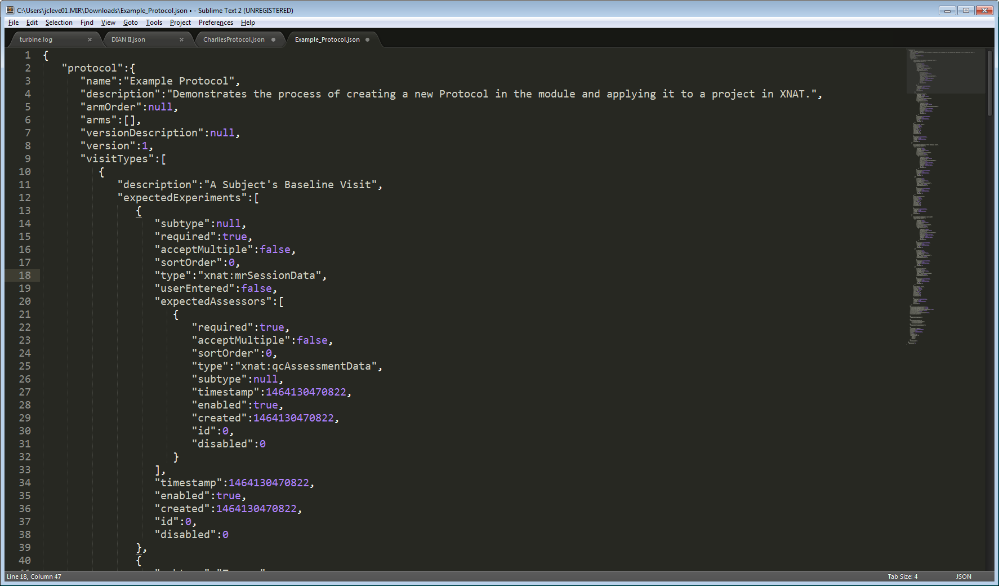 C:\Users\jcleve01.MIR\Downloads\Example_Protocol.json • - Sublime Text 2 (UNREGISTERED)
File Edit Selection Find View Goto Tools Project Preferences Help
turbine.log × DIAN II.json × CharliesProtocol.json Example_Protocol.json
1 {
2 "protocol":{
3 "name":"Example Protocol",
4 "description":"Demonstrates the process of creating a new Protocol in the module and applying it to a project in XNAT.",
5 "armOrder":null,
6 "arms":[],
7 "versionDescription":null,
8 "version":1,
9 "visitTypes":[
10 {
11 "description":"A Subject's Baseline Visit",
12 "expectedExperiments":[
13 {
14 "subtype":null,
15 "required":true,
16 "acceptMultiple":false,
17 "sortOrder":0,
18 "type":"xnat:mrSessionData",
19 "userEntered":false,
20 "expectedAssessors":[
21 {
22 "required":true,
23 "acceptMultiple":false,
24 "sortOrder":0,
25 "type":"xnat:qcAssessmentData",
26 "subtype":null,
27 "timestamp":1464130470822,
28 "enabled":true,
29 "created":1464130470822,
30 "id":0,
31 "disabled":0
32 }
33 ],
34 "timestamp":1464130470822,
35 "enabled":true,
36 "created":1464130470822,
37 "id":0,
38 "disabled":0
39 },
40 {
Line 18, Column 47 Tab Size: 4 JSON